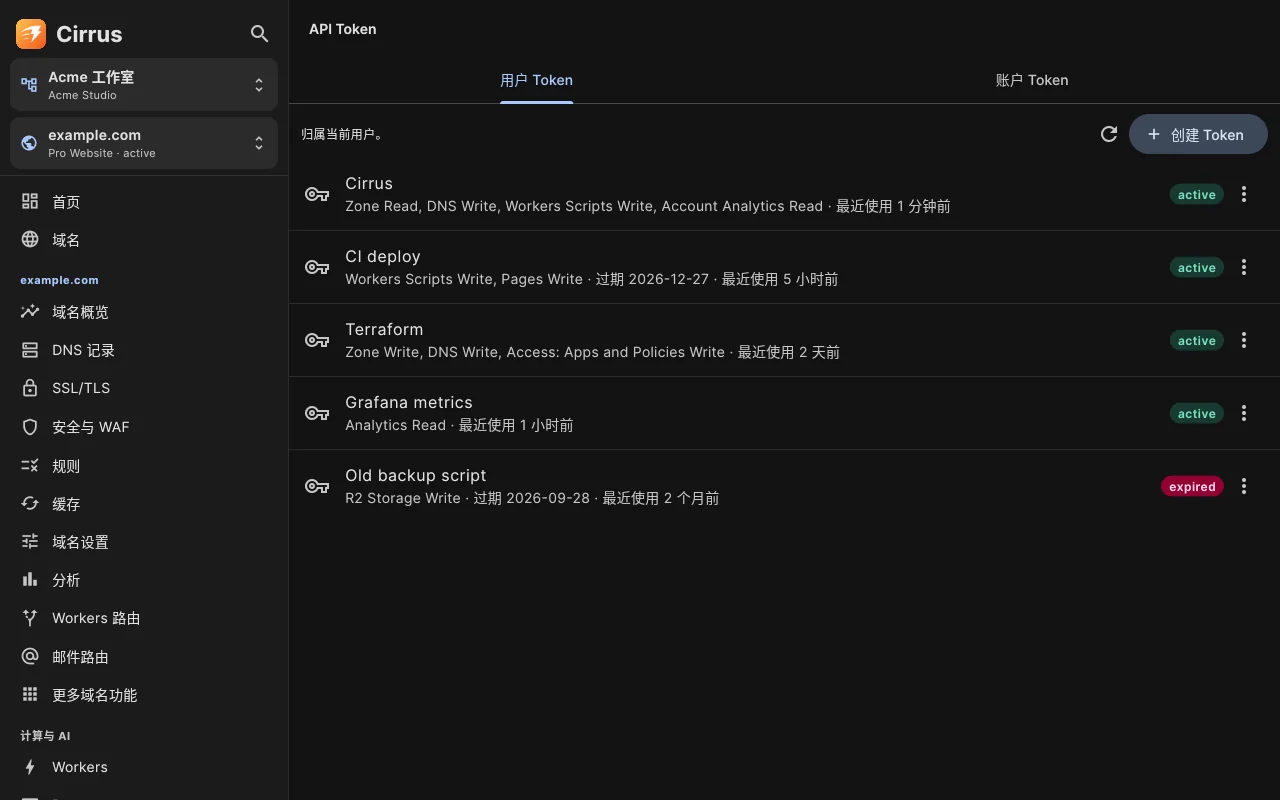 Cirrus
Acme 工作室
Acme Studio
example.com
Pro Website · active
首页
域名
example.com
域名概览
DNS 记录
SSL/TLS
安全与 WAF
规则
缓存
域名设置
分析
Workers 路由
邮件路由
更多域名功能
计算与 AI
Workers
API Token
用户 Token
账户 Token
归属当前用户。
创建 Token
Cirrus
Zone Read, DNS Write, Workers Scripts Write, Account Analytics Read · 最近使用 1 分钟前
active
CI deploy
Workers Scripts Write, Pages Write · 过期 2026-12-27 · 最近使用 5 小时前
active
Terraform
Zone Write, DNS Write, Access: Apps and Policies Write · 最近使用 2 天前
active
Grafana metrics
Analytics Read · 最近使用 1 小时前
active
Old backup script
R2 Storage Write · 过期 2026-09-28 · 最近使用 2 个月前
expired